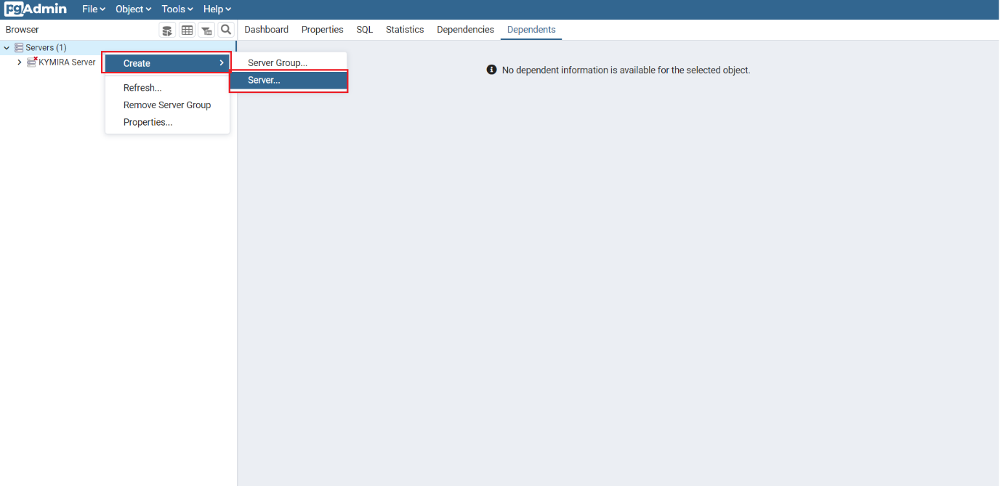 pgAdmin File Object Tools Help
Browser
Dashboard Properties SQL Statistics Dependencies Dependents
Servers (1)
KYMIRA Server
Create
Refresh...
Remove Server Group
Properties...
Server Group...
Server...
No dependent information is available for the selected object.